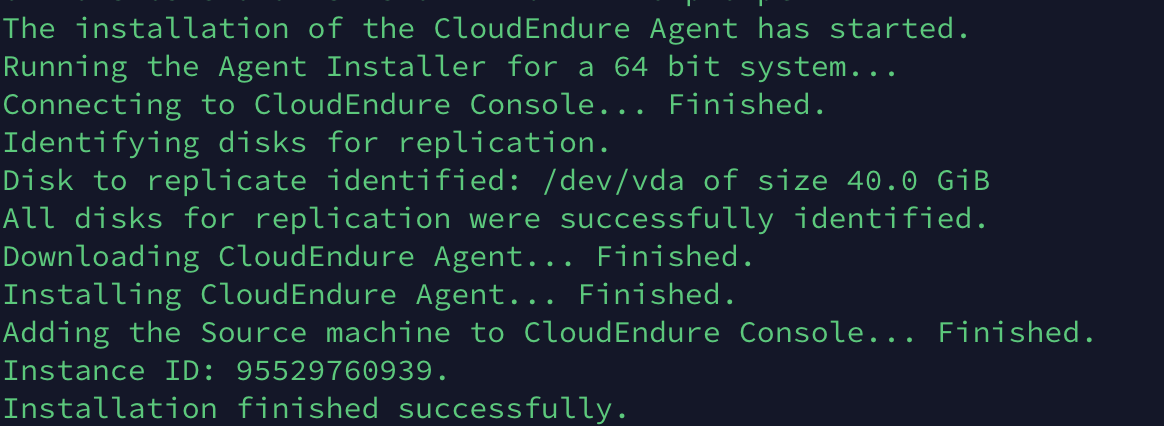 The installation of the CloudEndure Agent has started.
Running the Agent Installer for a 64 bit system...
Connecting to CloudEndure Console... Finished.
Identifying disks for replication.
Disk to replicate identified: /dev/vda of size 40.0 GiB
All disks for replication were successfully identified.
Downloading CloudEndure Agent... Finished.
Installing CloudEndure Agent... Finished.
Adding the Source machine to CloudEndure Console... Finished.
Instance ID: 95529760939.
Installation finished successfully.